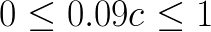 0 ≤ 0.09c ≤ 1